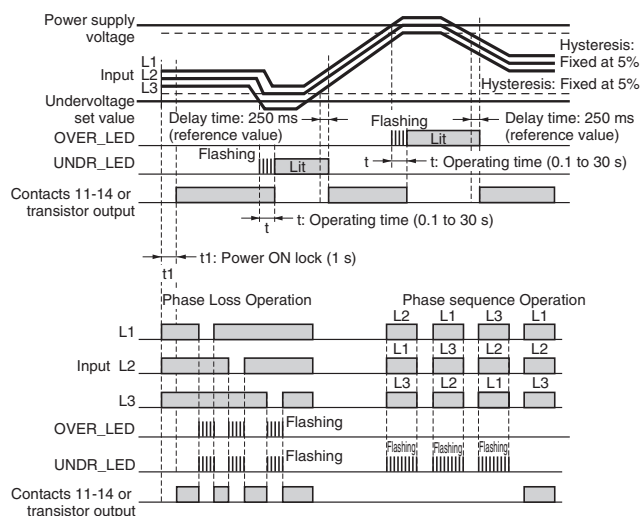 Power supply
voltage
L1
Input L2
L3
Undervoltage
set value
Hysteresis:
Fixed at 5%
Hysteresis: Fixed at 5%
Delay time: 250 ms
(reference value)
Flashing
Delay time: 250 ms
(reference value)
OVER_LED
Lit
Flashing
t
t: Operating time (0.1 to 30 s)
UNDR_LED
Lit
Contacts 11-14 or
transistor output
t
t: Operating time (0.1 to 30 s)
t1
t1: Power ON lock (1 s)
Phase Loss Operation
Phase sequence Operation
L1
L2 L1 L3 L1
Input L2
L1 L3 L2 L2
L3
L3 L2 L1 L3
OVER_LED
Flashing
UNDR_LED
Flashing
Flashing Flashing Flashing
Contacts 11-14 or
transistor output